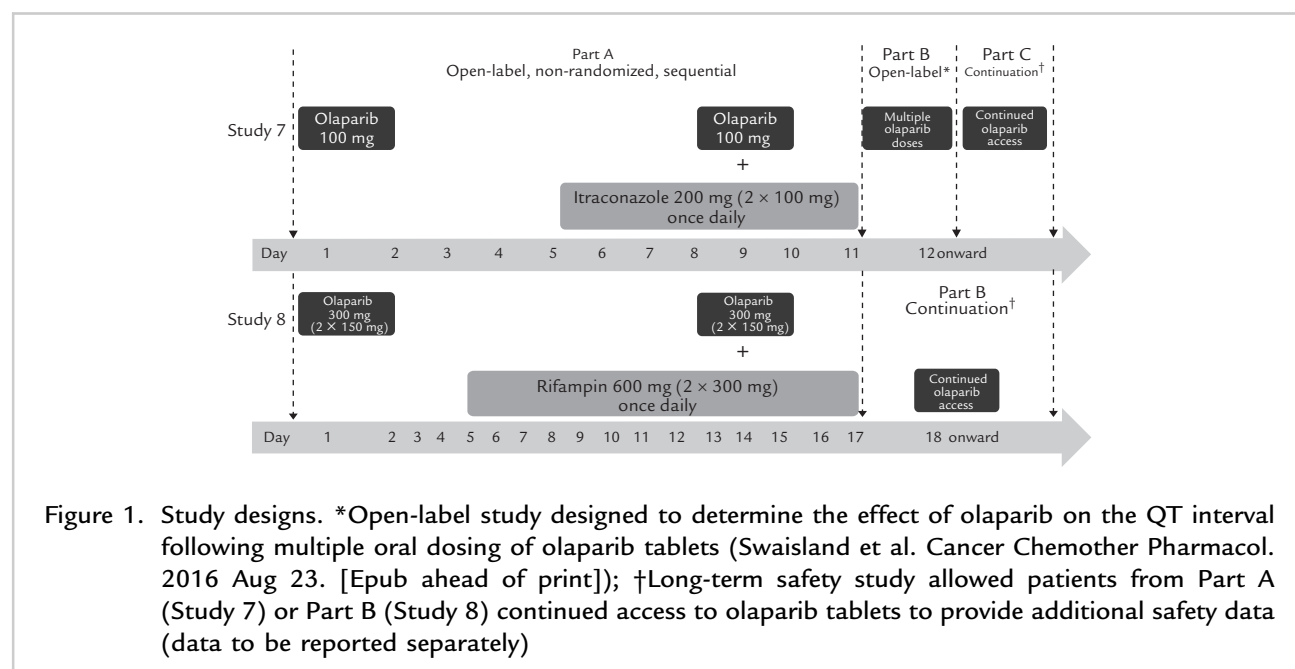 Part A
Open-label, non-randomized, sequential
Part B
Open-label*
Part C
Continuation†
Study 7
Olaparib
100 mg
Olaparib
100 mg
Multiple
olaparib
doses
Continued
olaparib
access
+
Itraconazole 200 mg (2 × 100 mg)
once daily
Day 1 2 3 4 5 6 7 8 9 10 11 12 onward
Study 8
Olaparib
300 mg
(2 × 150 mg)
Olaparib
300 mg
(2 × 150 mg)
Part B
Continuation†
+
Rifampin 600 mg (2 × 300 mg)
once daily
Continued
olaparib
access
Day 1 2 3 4 5 6 7 8 9 10 11 12 13 14 15 16 17 18 onward
Figure 1. Study designs. *Open-label study designed to determine the effect of olaparib on the QT interval
following multiple oral dosing of olaparib tablets (Swaisland et al. Cancer Chemother Pharmacol.
2016 Aug 23. [Epub ahead of print]); †Long-term safety study allowed patients from Part A
(Study 7) or Part B (Study 8) continued access to olaparib tablets to provide additional safety data
(data to be reported separately)